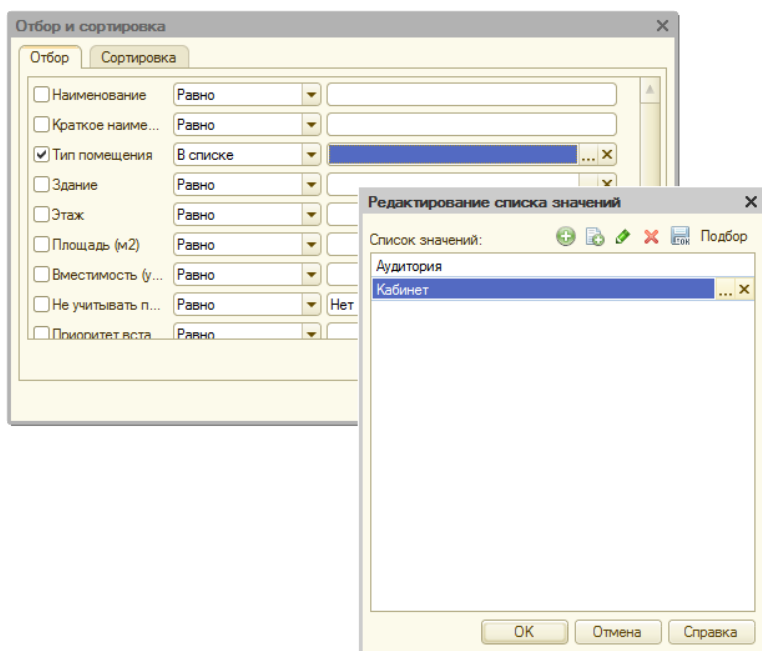 Отбор и сортировка
Отбор Сортировка
Наименование Равно
Краткое наиме... Равно
Тип помещения В списке ...
Здание Равно
Этаж Равно
Площадь (м2) Равно
Вместимость (у... Равно
Не учитывать п... Равно Нет
Приоритет вста Равно
Редактирование списка значений
Список значений: Подбор
Аудитория
Кабинет ...
ОК Отмена Справка